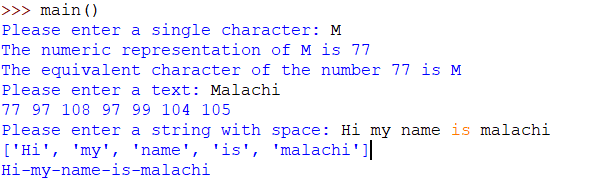 >>> main()
Please enter a single character: M
The numeric representation of M is 77
The equivalent character of the number 77 is M
Please enter a text: Malachi
77 97 108 97 99 104 105
Please enter a string with space: Hi my name is malachi
['Hi', 'my', 'name', 'is', 'malachi']
Hi-my-name-is-malachi